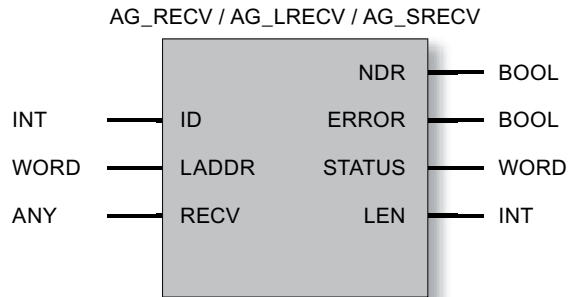 AG_RECV / AG_LRECV / AG_SRECV
NDR BOOL
INT ID ERROR BOOL
WORD LADDR STATUS WORD
ANY RECV LEN INT